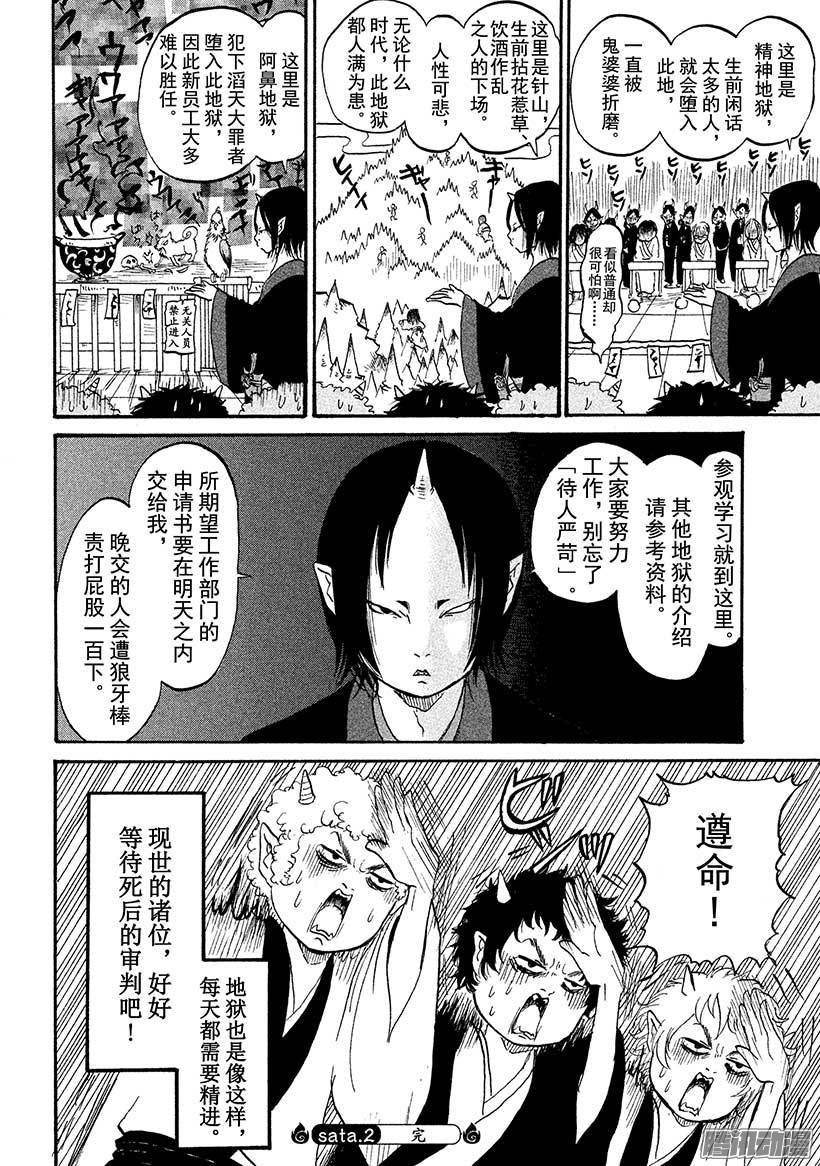 这里是
精神地狱，
生前闲话
太多的人，
就会堕入
此地，
一直被
鬼婆婆折磨。
看似普通却
很可怕啊……
这里是针山，
生前拈花惹草、
饮酒作乱
之人的下场。
人性可悲，
无论什么
时代，此地狱
都人满为患。
这里是
阿鼻地狱，
犯下滔天大罪者
堕入此地狱，
因此新员工大多
难以胜任。
无关人员
禁止进入
参观学习就到这里。
其他地狱的介绍
请参考资料。
大家要努力
工作，别忘了
「待人严苛」。
所期望工作部门的
申请书要在明天之内
交给我，
晚交的人会遭狼牙棒
责打屁股一百下。
遵命！
地狱也是像这样，
每天都需要精进。
现世的诸位，好好
等待死后的审判吧！
sata.2 完
腾讯动漫